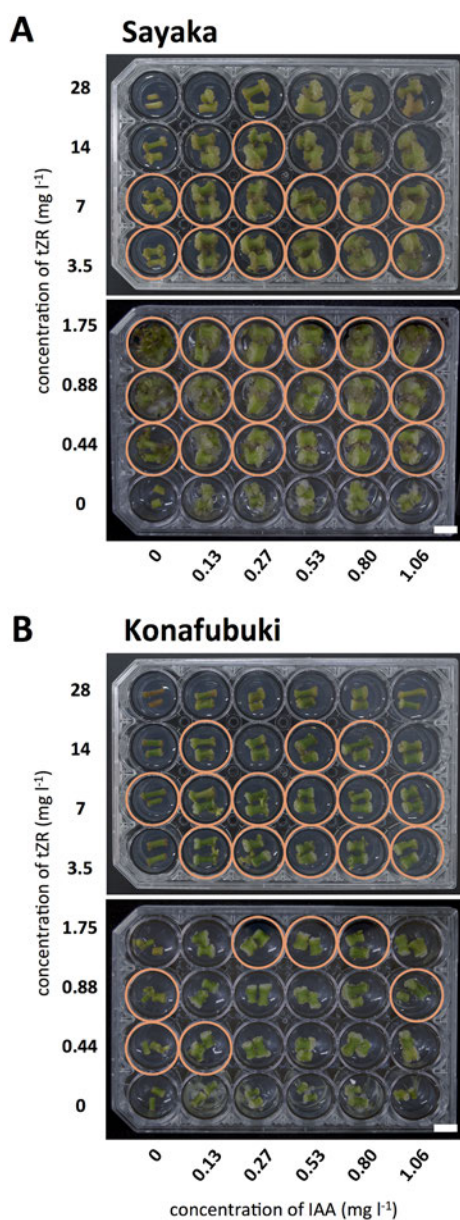 A Sayaka
concentration of tZR (mg l⁻¹)
28
14
7
3.5
1.75
0.88
0.44
0
0 0.13 0.27 0.53 0.80 1.06
B Konafubuki
concentration of tZR (mg l⁻¹)
28
14
7
3.5
1.75
0.88
0.44
0
0 0.13 0.27 0.53 0.80 1.06
concentration of IAA (mg l⁻¹)